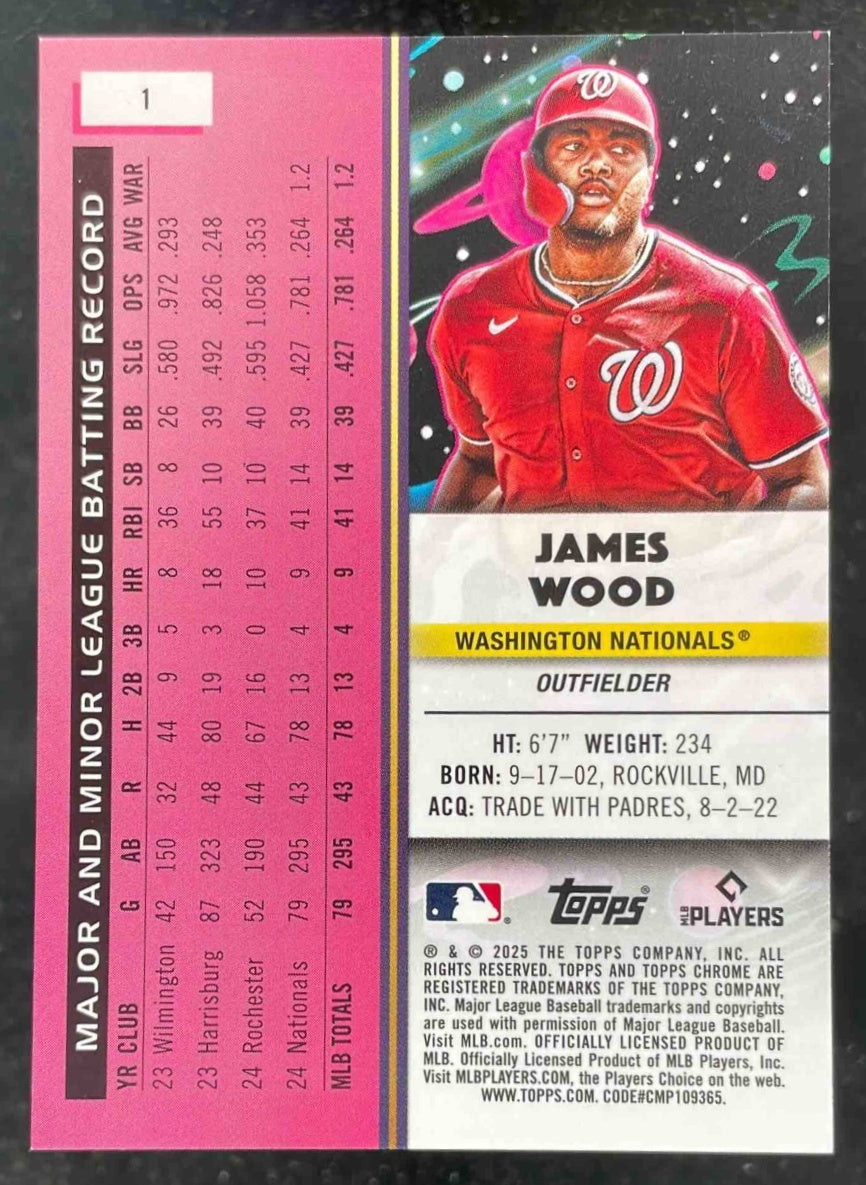 1
MAJOR AND MINOR LEAGUE BATTING RECORD
YR CLUB G AB R H 2B 3B HR RBI SB BB SLG OPS AVG WAR
23 Wilmington 42 150 32 44 9 5 8 36 8 26 .580 .972 .293
23 Harrisburg 87 323 48 80 19 3 18 55 10 39 .492 .826 .248
24 Rochester 52 190 44 67 16 0 10 37 10 40 .595 1.058 .353
24 Nationals 79 295 43 78 13 4 9 41 14 39 .427 .781 .264 1.2
MLB TOTALS 79 295 43 78 13 4 9 41 14 39 .427 .781 .264 1.2
W
W
JAMES
WOOD
WASHINGTON NATIONALS®
OUTFIELDER
HT: 6'7" WEIGHT: 234
BORN: 9–17–02, ROCKVILLE, MD
ACQ: TRADE WITH PADRES, 8–2–22
Topps® MLB PLAYERS
® & © 2025 THE TOPPS COMPANY, INC. ALL
RIGHTS RESERVED. TOPPS AND TOPPS CHROME ARE
REGISTERED TRADEMARKS OF THE TOPPS COMPANY,
INC. Major League Baseball trademarks and copyrights
are used with permission of Major League Baseball.
Visit MLB.com. OFFICIALLY LICENSED PRODUCT OF
MLB. Officially Licensed Product of MLB Players, Inc.
Visit MLBPLAYERS.COM, the Players Choice on the web.
WWW.TOPPS.COM. CODE#CMP109365.